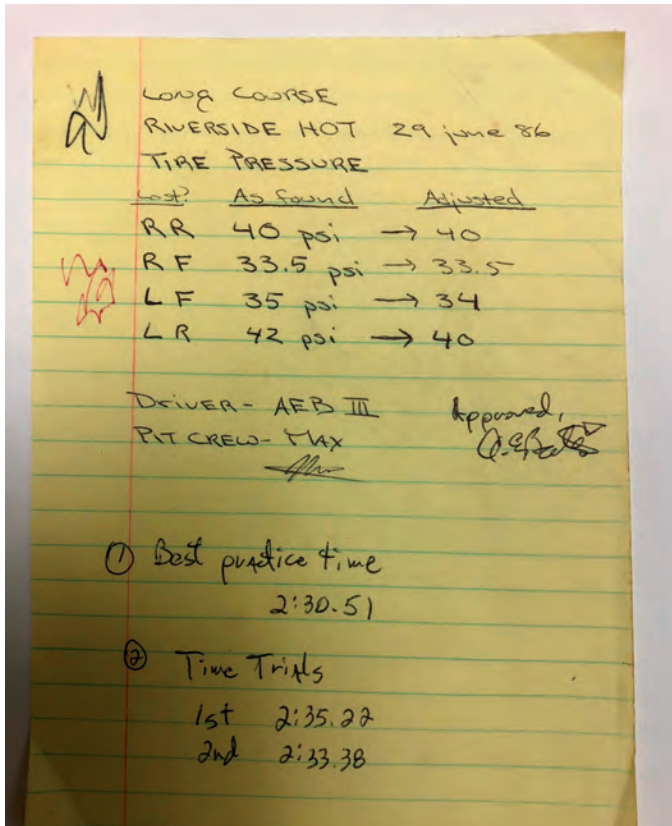 LONG COURSE
RIVERSIDE HOT 29 june 86
TIRE PRESSURE
As found Adjusted
RR 40 psi → 40
RF 33.5 psi → 33.5
LF 35 psi → 34
LR 42 psi → 40
DRIVER - AEB III
Approved,
PIT CREW - MAX
① Best practice time
2:30.51
② Time Trials
1st 2:35.22
2nd 2:33.38